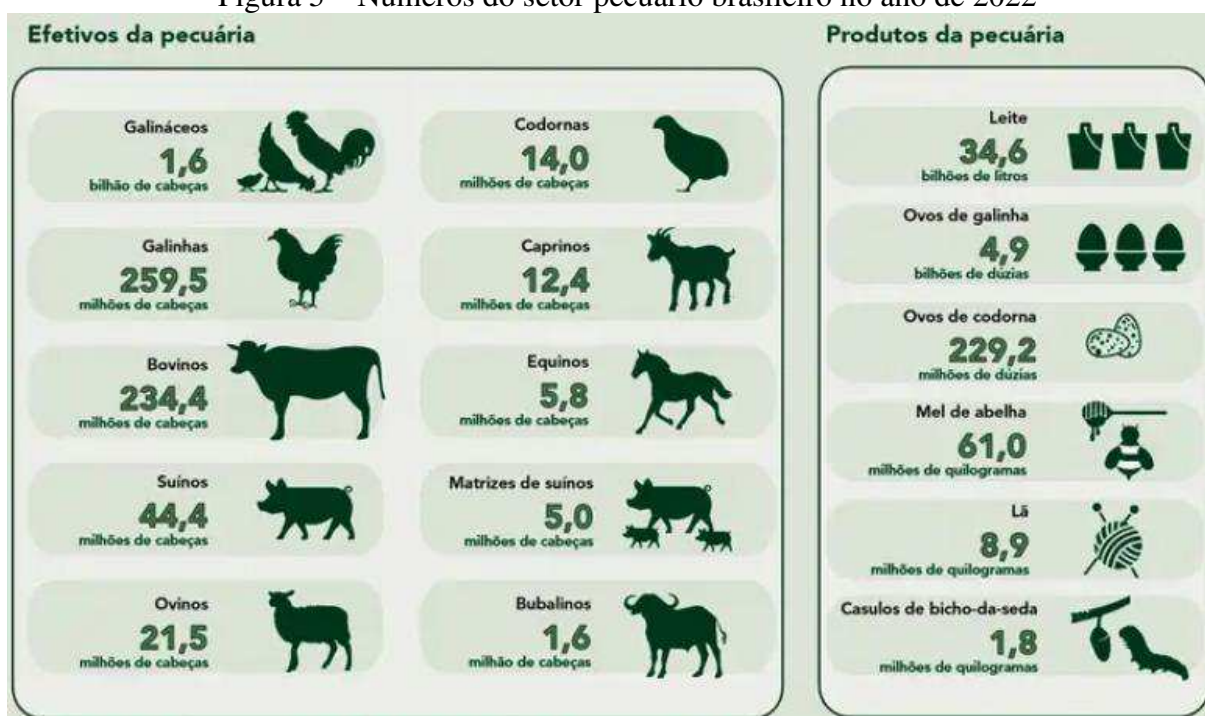 Figura 3 – Números do setor pecuário brasileiro no ano de 2022
Efetivos da pecuária
Galináceos
1,6
bilhão de cabeças
Galinhas
259,5
milhões de cabeças
Bovinos
234,4
milhões de cabeças
Suínos
44,4
milhões de cabeças
Ovinos
21,5
milhões de cabeças
Codornas
14,0
milhões de cabeças
Caprinos
12,4
milhões de cabeças
Equinos
5,8
milhões de cabeças
Matrizes de suínos
5,0
milhões de cabeças
Bubalinos
1,6
milhão de cabeças
Produtos da pecuária
Leite
34,6
bilhões de litros
Ovos de galinha
4,9
bilhões de dúzias
Ovos de codorna
229,2
milhões de dúzias
Mel de abelha
61,0
milhões de quilogramas
Lã
8,9
milhões de quilogramas
Casulos de bicho-da-seda
1,8
milhões de quilogramas